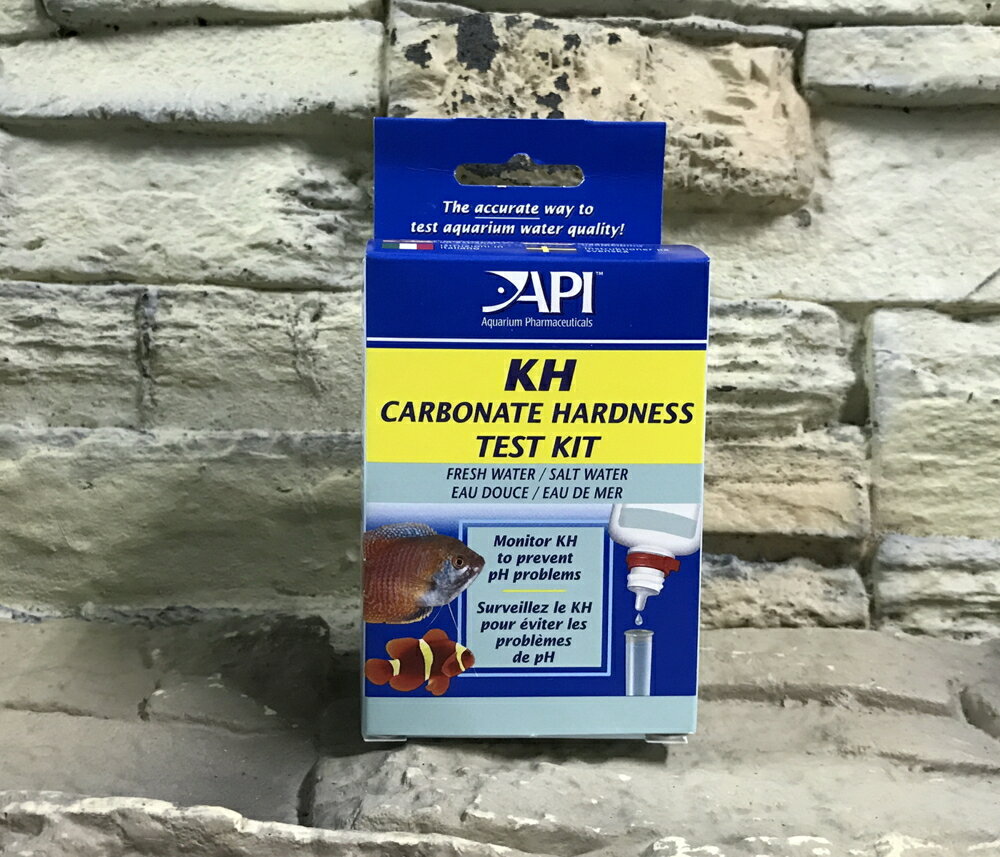 The accurate way to
test aquarium water quality!
API™
Aquarium Pharmaceuticals
KH
CARBONATE HARDNESS
TEST KIT
FRESH WATER / SALT WATER
EAU DOUCE / EAU DE MER
Monitor KH
to prevent
pH problems
Surveillez le KH
pour éviter les
problèmes
de pH